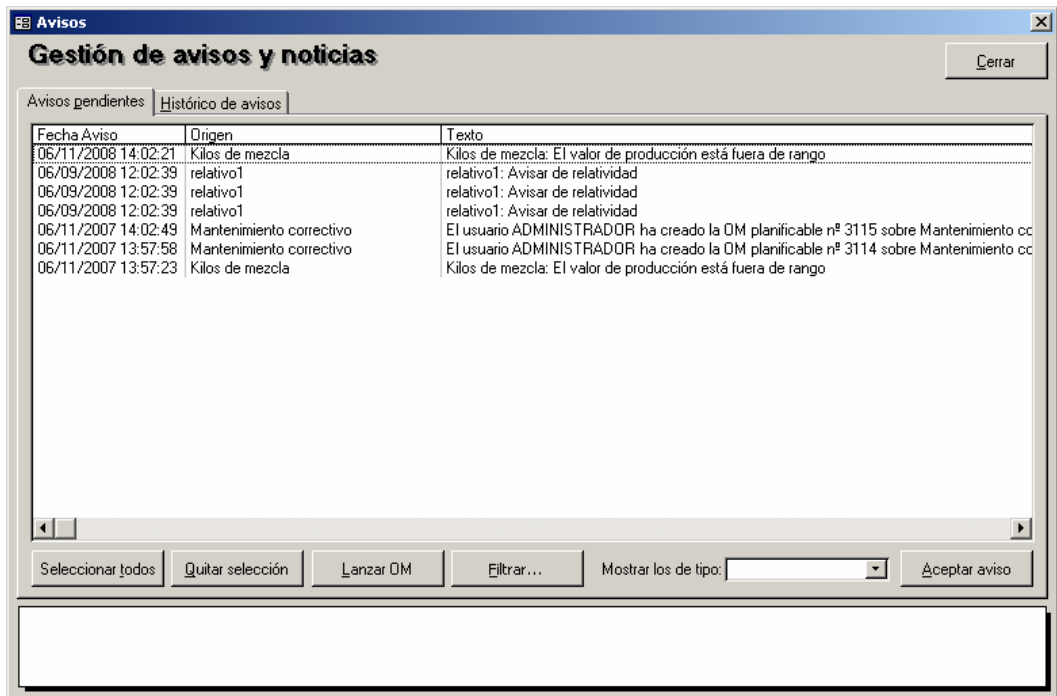 Avisos
Gestión de avisos y noticias
Cerrar
Avisos pendientes Histórico de avisos
Fecha Aviso Origen Texto
06/11/2008 14:02:21 Kilos de mezcla Kilos de mezcla: El valor de producción está fuera de rango
06/09/2008 12:02:39 relativo1 relativo1: Avisar de relatividad
06/09/2008 12:02:39 relativo1 relativo1: Avisar de relatividad
06/09/2008 12:02:39 relativo1 relativo1: Avisar de relatividad
06/11/2007 14:02:49 Mantenimiento correctivo El usuario ADMINISTRADOR ha creado la OM planificable nº 3115 sobre Mantenimiento co
06/11/2007 13:57:58 Mantenimiento correctivo El usuario ADMINISTRADOR ha creado la OM planificable nº 3114 sobre Mantenimiento co
06/11/2007 13:57:23 Kilos de mezcla Kilos de mezcla: El valor de producción está fuera de rango
Seleccionar todos Quitar selección Lanzar OM Filtrar... Mostrar los de tipo: Aceptar aviso